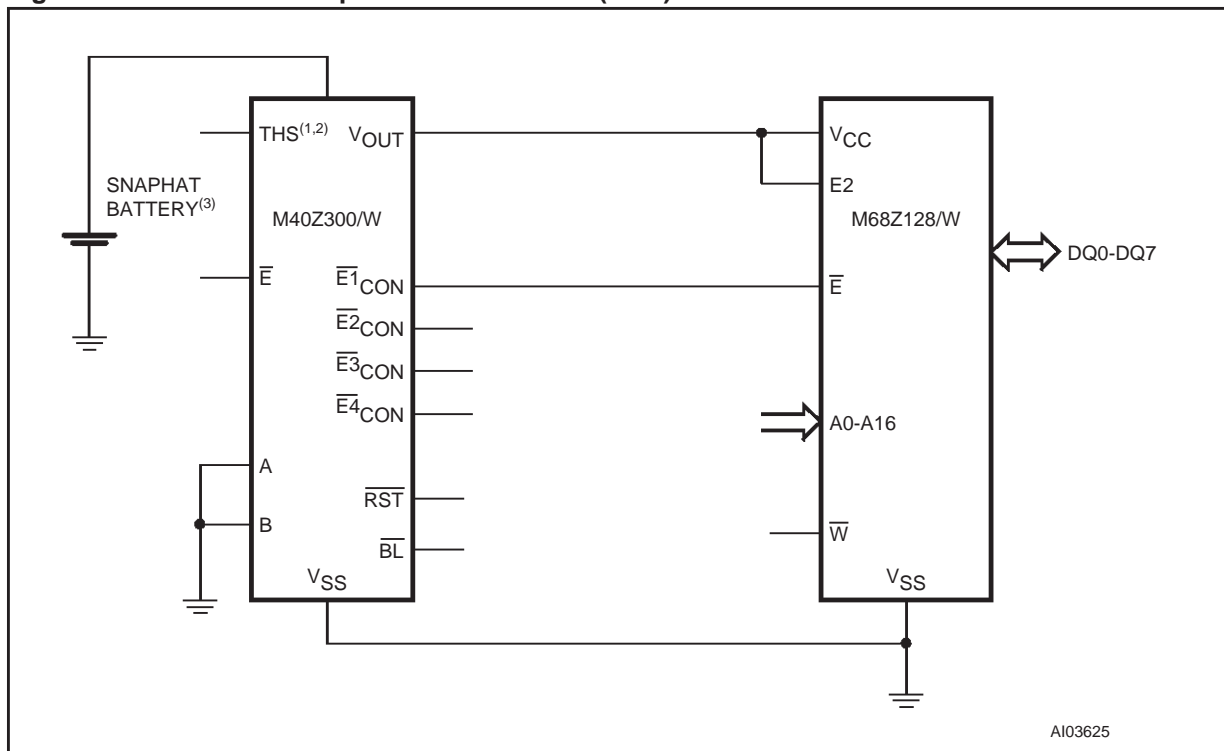 THS(1,2)
VOUT
VCC
SNAPHAT
BATTERY(3)
E2
M40Z300/W
M68Z128/W
DQ0-DQ7
E
E1CON
E
E2CON
E3CON
E4CON
A0-A16
A
RST
B
W
BL
VSS
VSS
AI03625